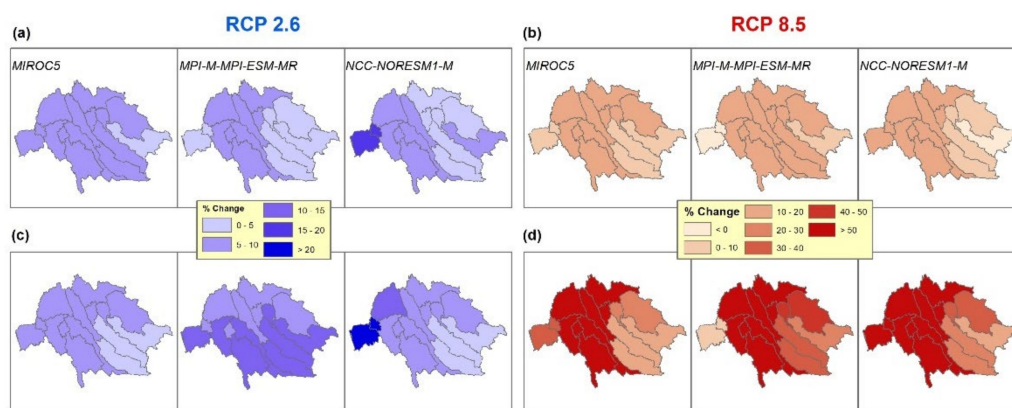 RCP 2.6
RCP 8.5
(a)
MIROC5
MPI-M-MPI-ESM-MR
NCC-NORESM1-M
(b)
MIROC5
MPI-M-MPI-ESM-MR
NCC-NORESM1-M
% Change
0 - 5
5 - 10
10 - 15
15 - 20
> 20
% Change
< 0
0 - 10
10 - 20
20 - 30
30 - 40
40 - 50
> 50
(c)
(d)